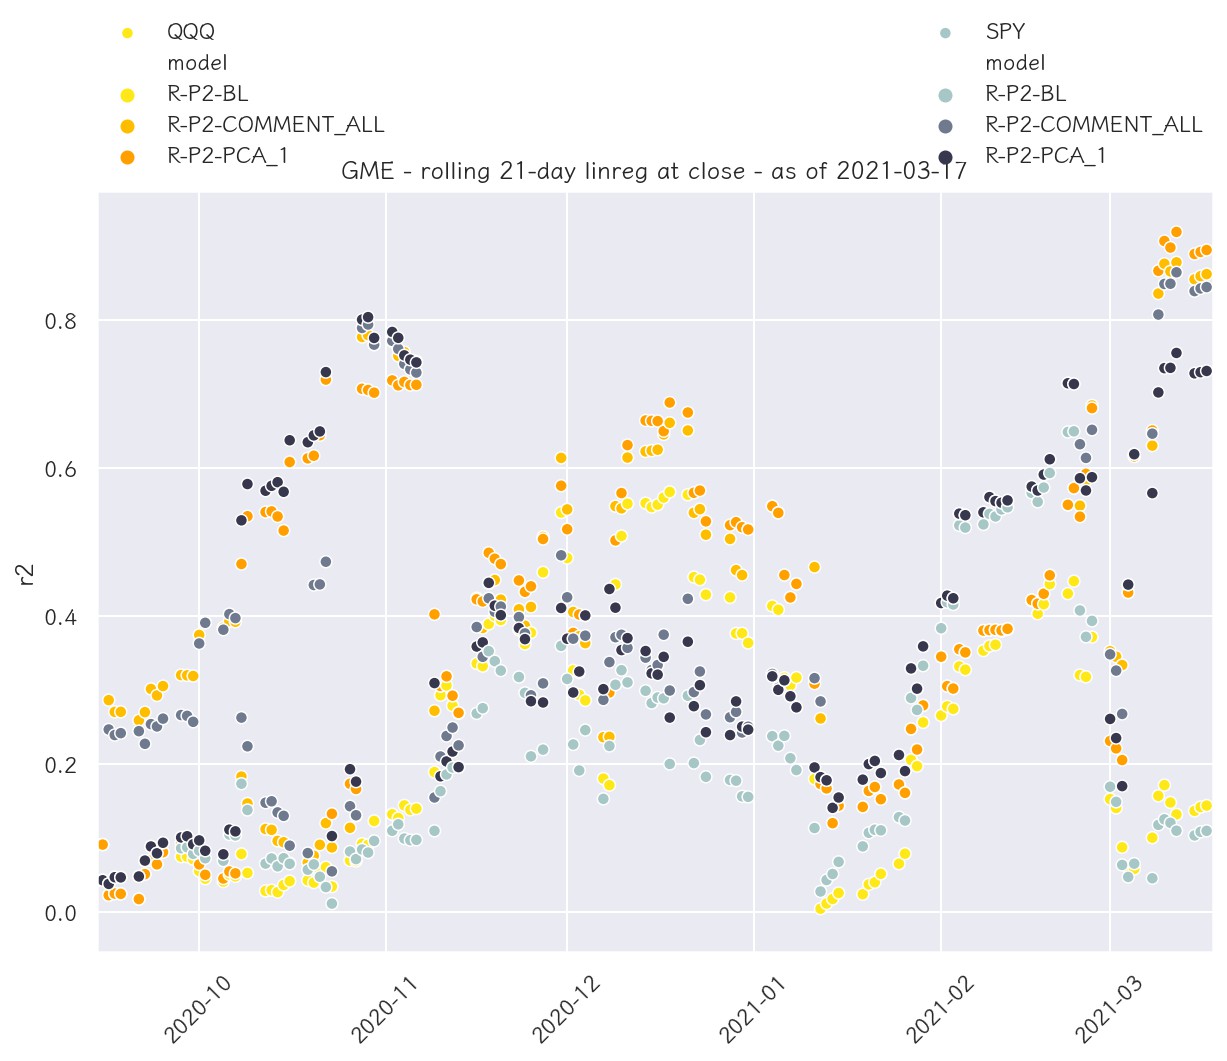 QQQ
model
R-P2-BL
R-P2-COMMENT_ALL
R-P2-PCA_1
SPY
model
R-P2-BL
R-P2-COMMENT_ALL
R-P2-PCA_1
GME - rolling 21-day linreg at close - as of 2021-03-17
r2
0.8
0.6
0.4
0.2
0.0
2020-10
2020-11
2020-12
2021-01
2021-02
2021-03